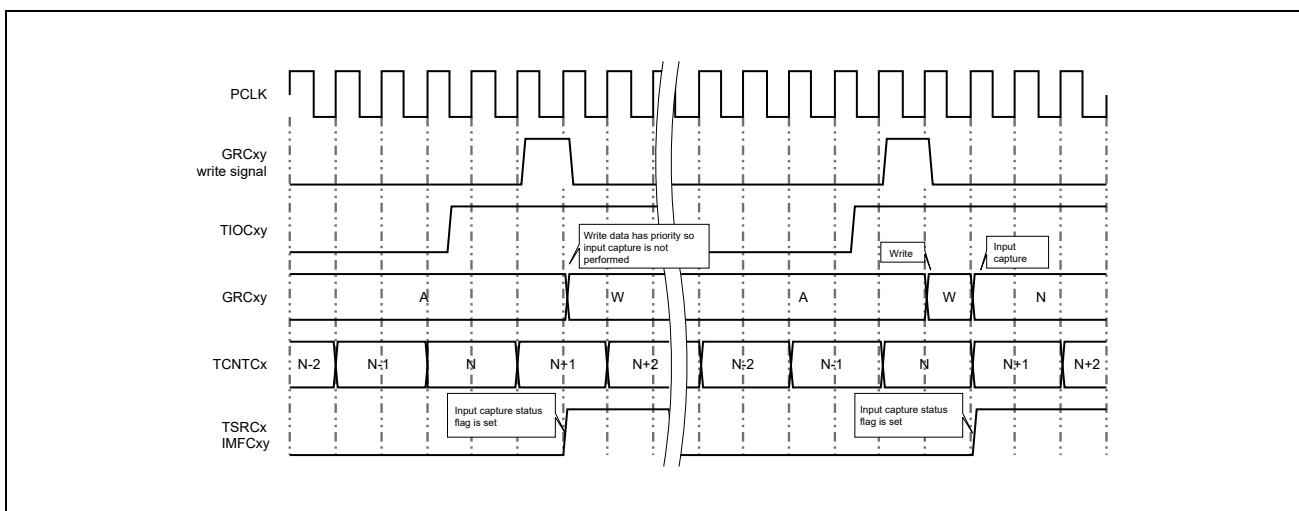 PCLK
GRCxy
write signal
TIOCxy
Write data has priority so
input capture is not
performed
Write
Input
capture
GRCxy
A
W
A
W
N
TCNTCx
N-2
N-1
N
N+1
N+2
N-2
N-1
N
N+1
N+2
Input capture status
flag is set
Input capture status
flag is set
TSRCx
IMFCxy